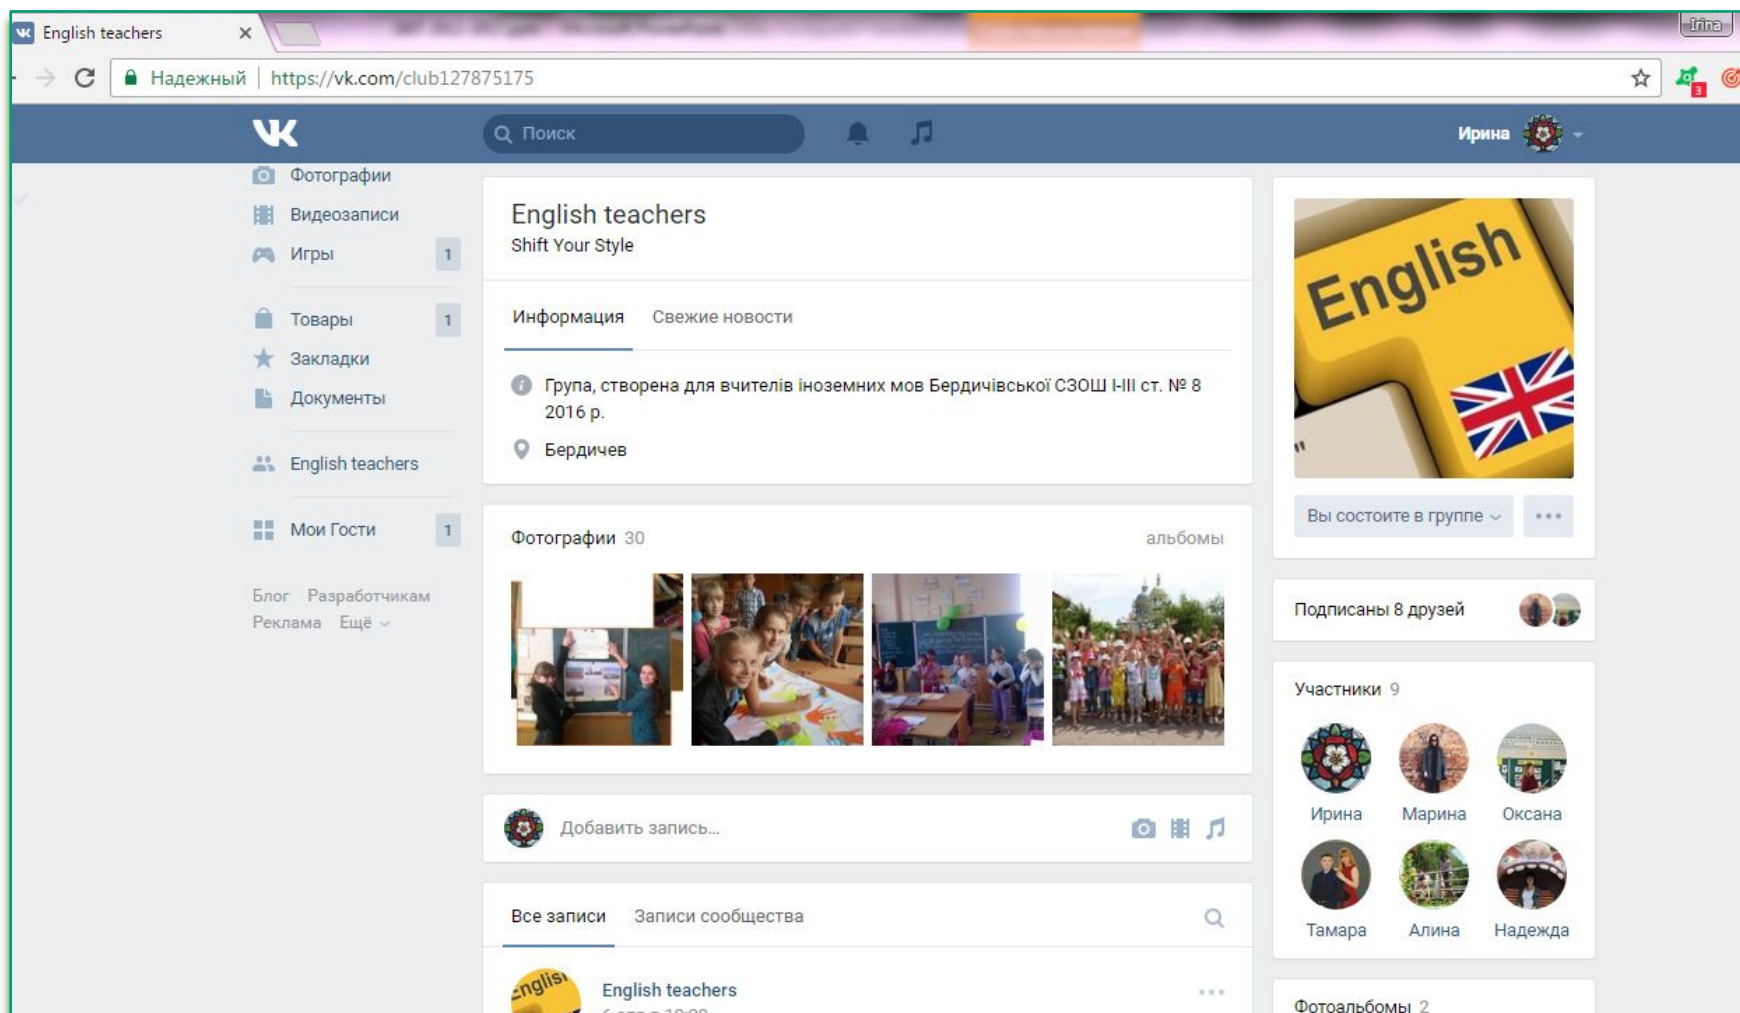 English teachers
Irina
Надежный | https://vk.com/club127875175
3
Поиск
Ирина
Фотографии
Видеозаписи
Игры 1
Товары 1
Закладки
Документы
English teachers
Мои Гости 1
Блог Разработчикам
Реклама Ещё
English teachers
Shift Your Style
Информация Свежие новости
Група, створена для вчителів іноземних мов Бердичівської СЗОШ І-ІІІ ст. № 8
2016 р.
Бердичев
Фотографии 30 альбомы
Добавить запись...
Все записи Записи сообщества
English teachers
English
Вы состоите в группе
Подписаны 8 друзей
Участники 9
Ирина Марина Оксана
Тамара Алина Надежда
Фотоальбомы 2